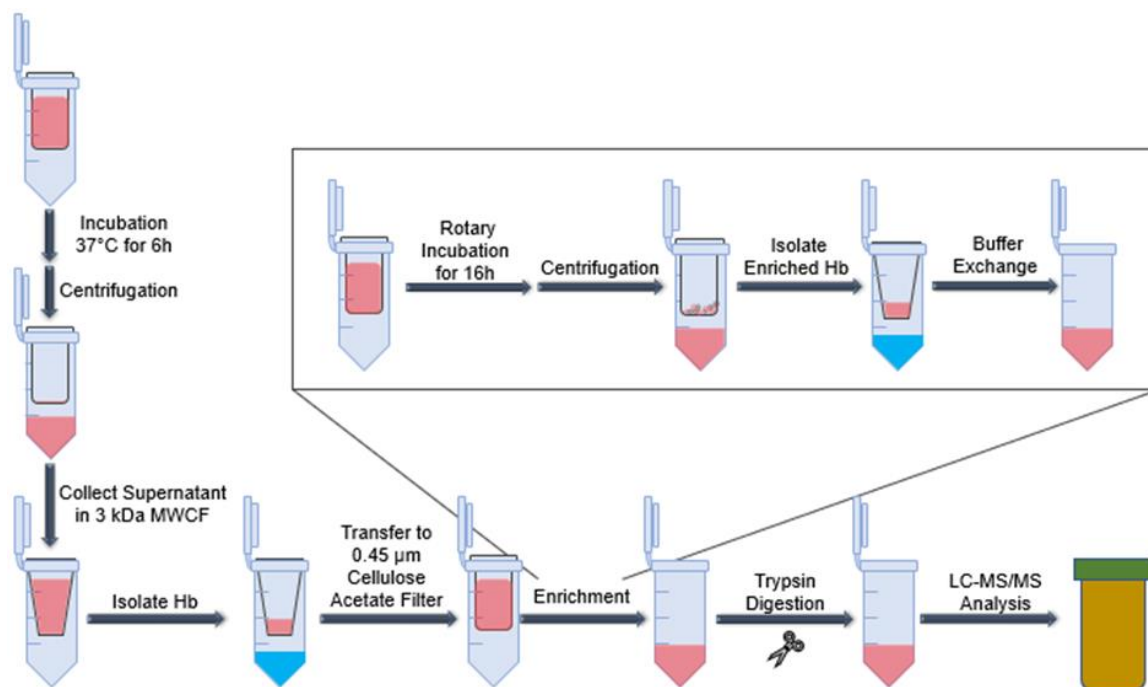 Incubation
37°C for 6h
Centrifugation
Collect Supernatant
in 3 kDa MWCF
Isolate Hb
Transfer to
0.45 µm
Cellulose
Acetate Filter
Enrichment
Trypsin
Digestion
LC-MS/MS
Analysis
Rotary
Incubation
for 16h
Centrifugation
Isolate
Enriched Hb
Buffer
Exchange